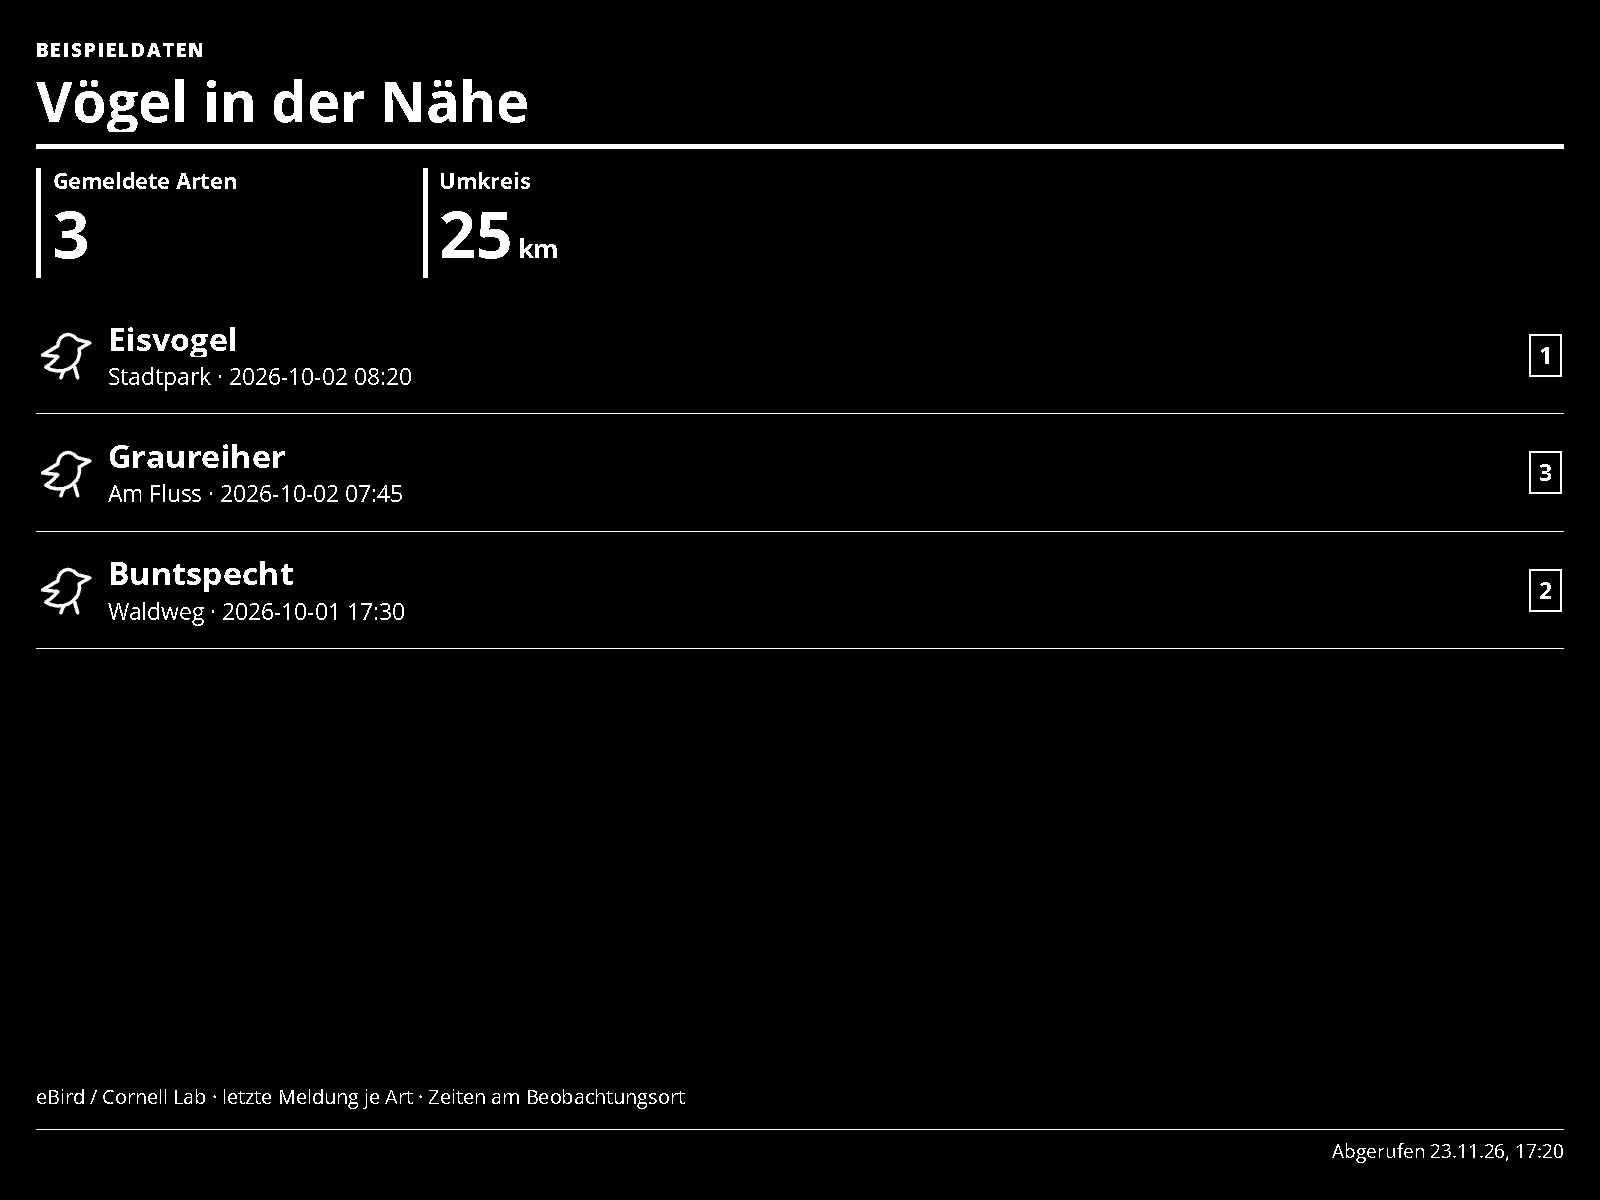 BEISPIELDATEN
Vögel in der Nähe
Gemeldete Arten
3
Umkreis
25 km
Eisvogel
Stadtpark · 2026-10-02 08:20
1
Graureiher
Am Fluss · 2026-10-02 07:45
3
Buntspecht
Waldweg · 2026-10-01 17:30
2
eBird / Cornell Lab · letzte Meldung je Art · Zeiten am Beobachtungsort
Abgerufen 23.11.26, 17:20